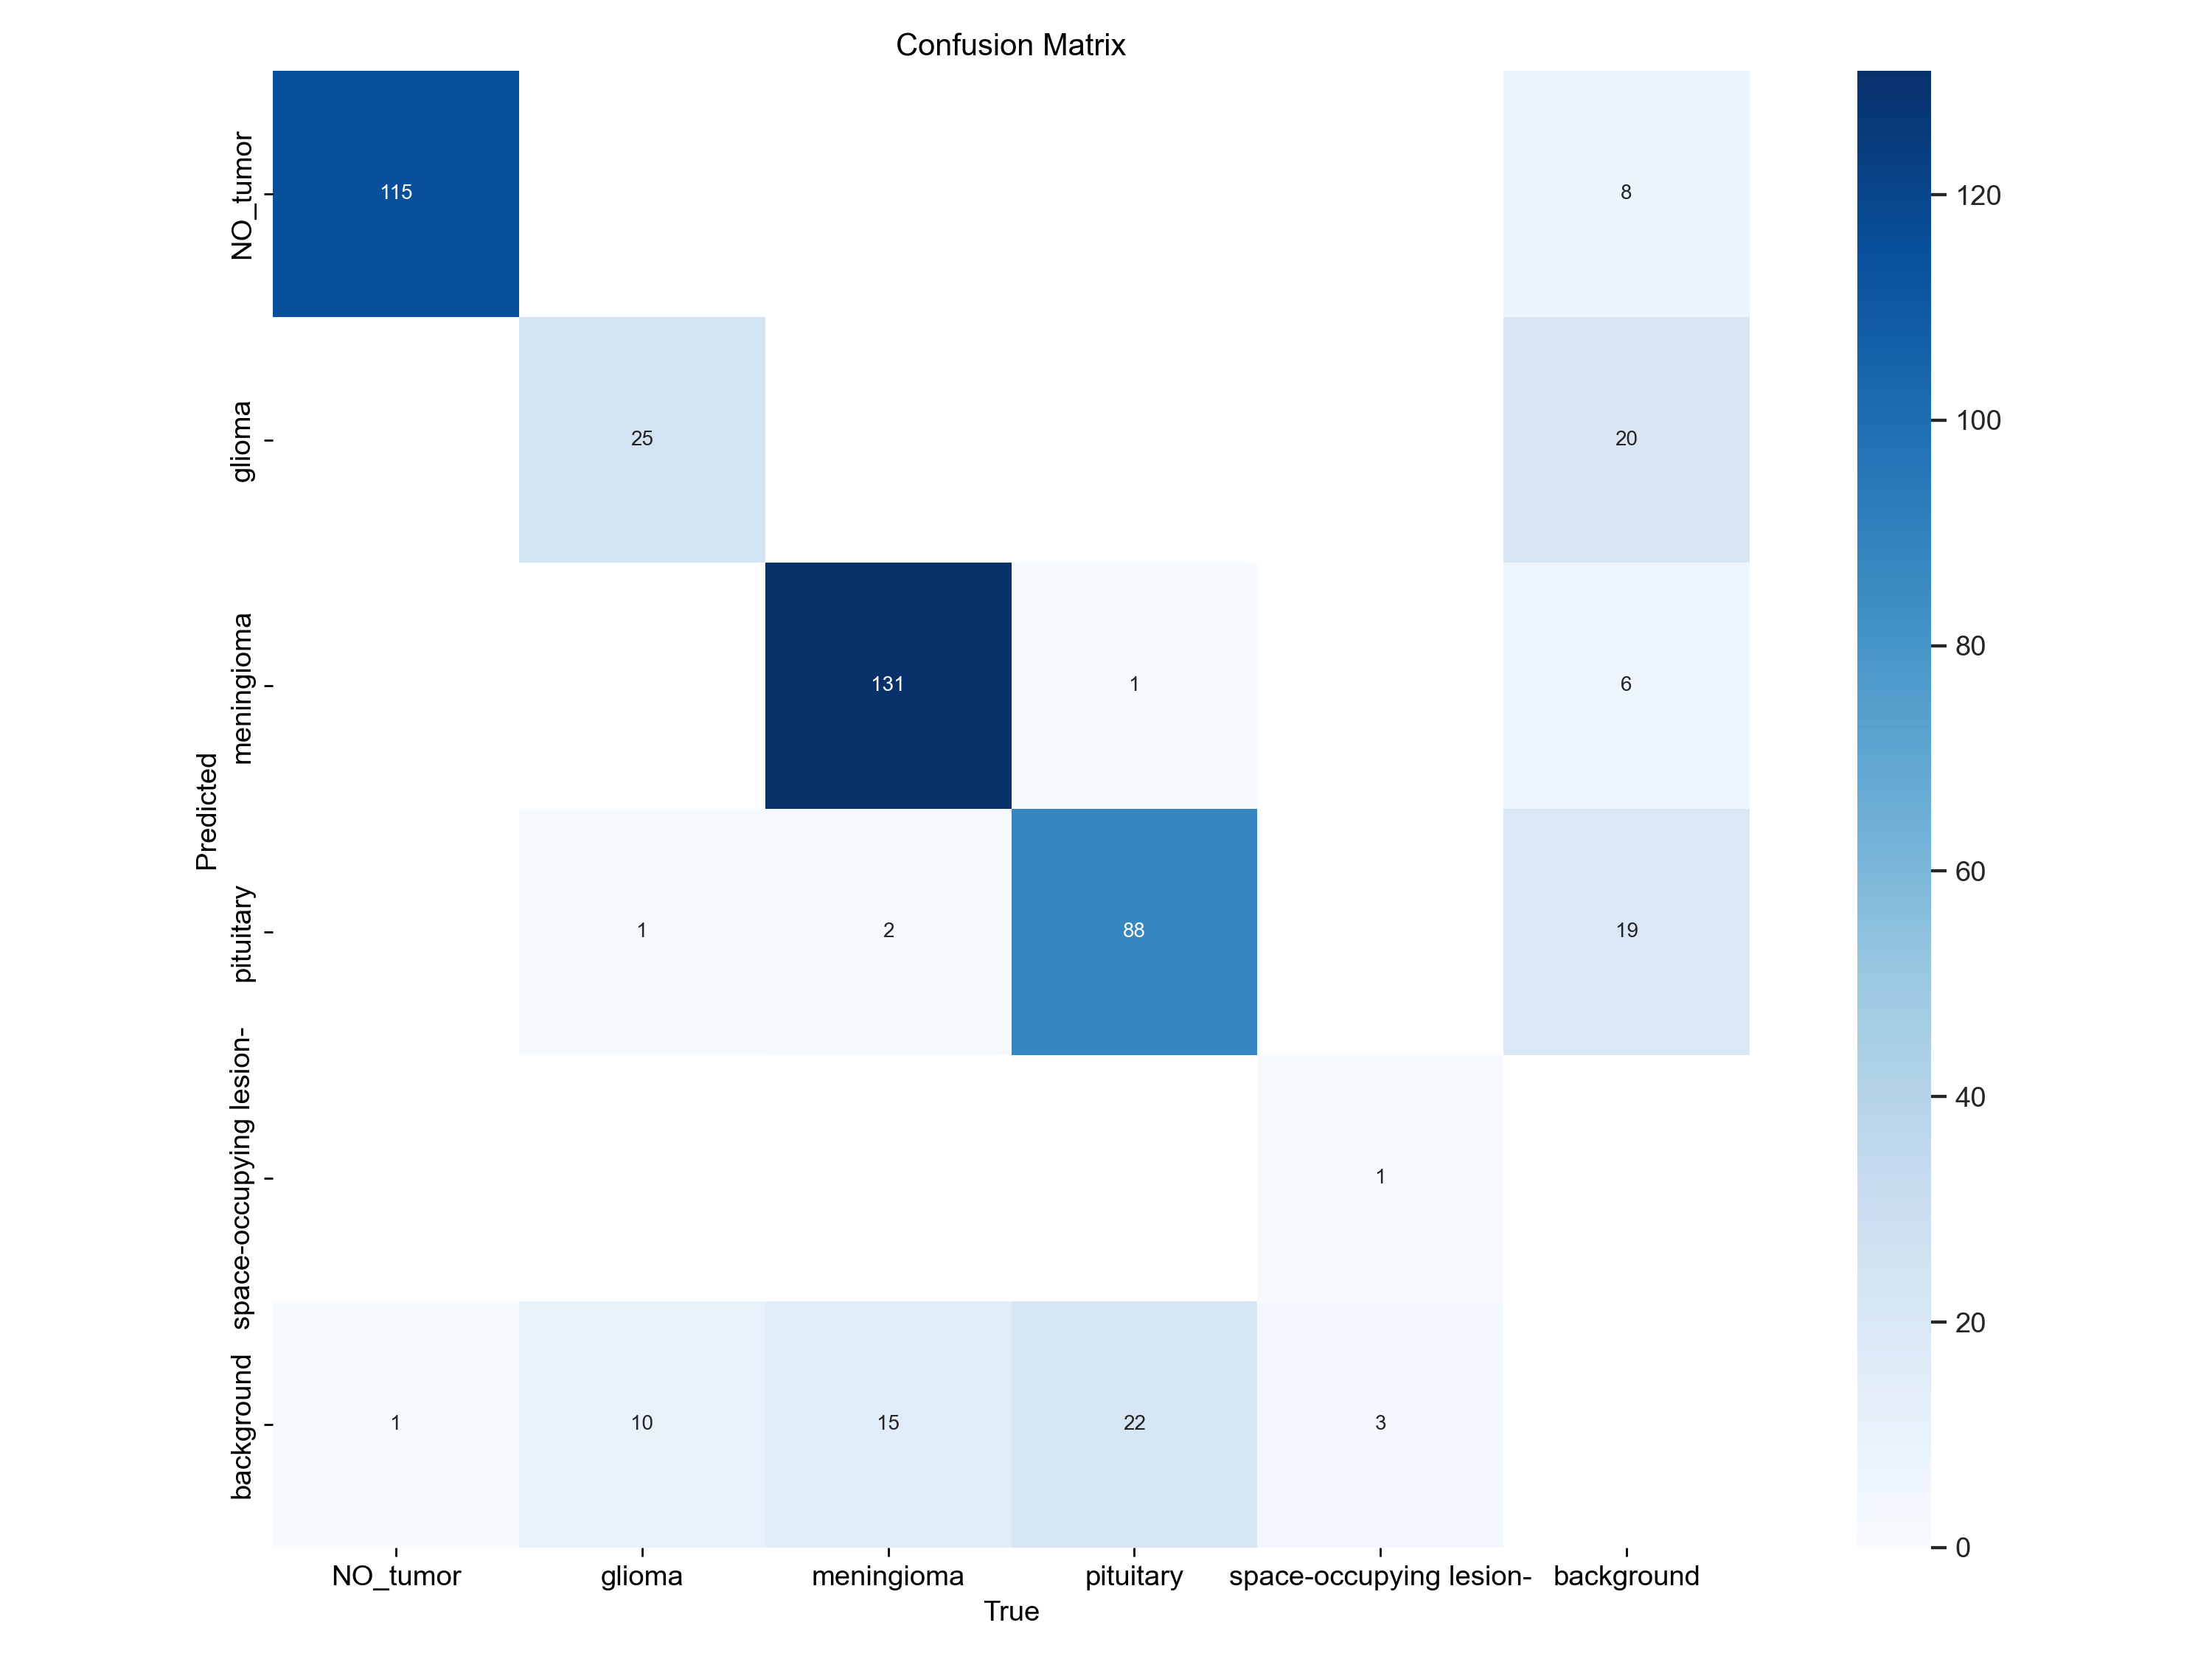 Confusion Matrix
NO_tumor
115
8
120
glioma
25
20
100
meningioma
131
1
6
80
Predicted
pituitary
1
2
88
19
60
space-occupying lesion-
1
40
background
1
10
15
22
3
20
0
NO_tumor
glioma
meningioma
pituitary
space-occupying lesion-
background
True